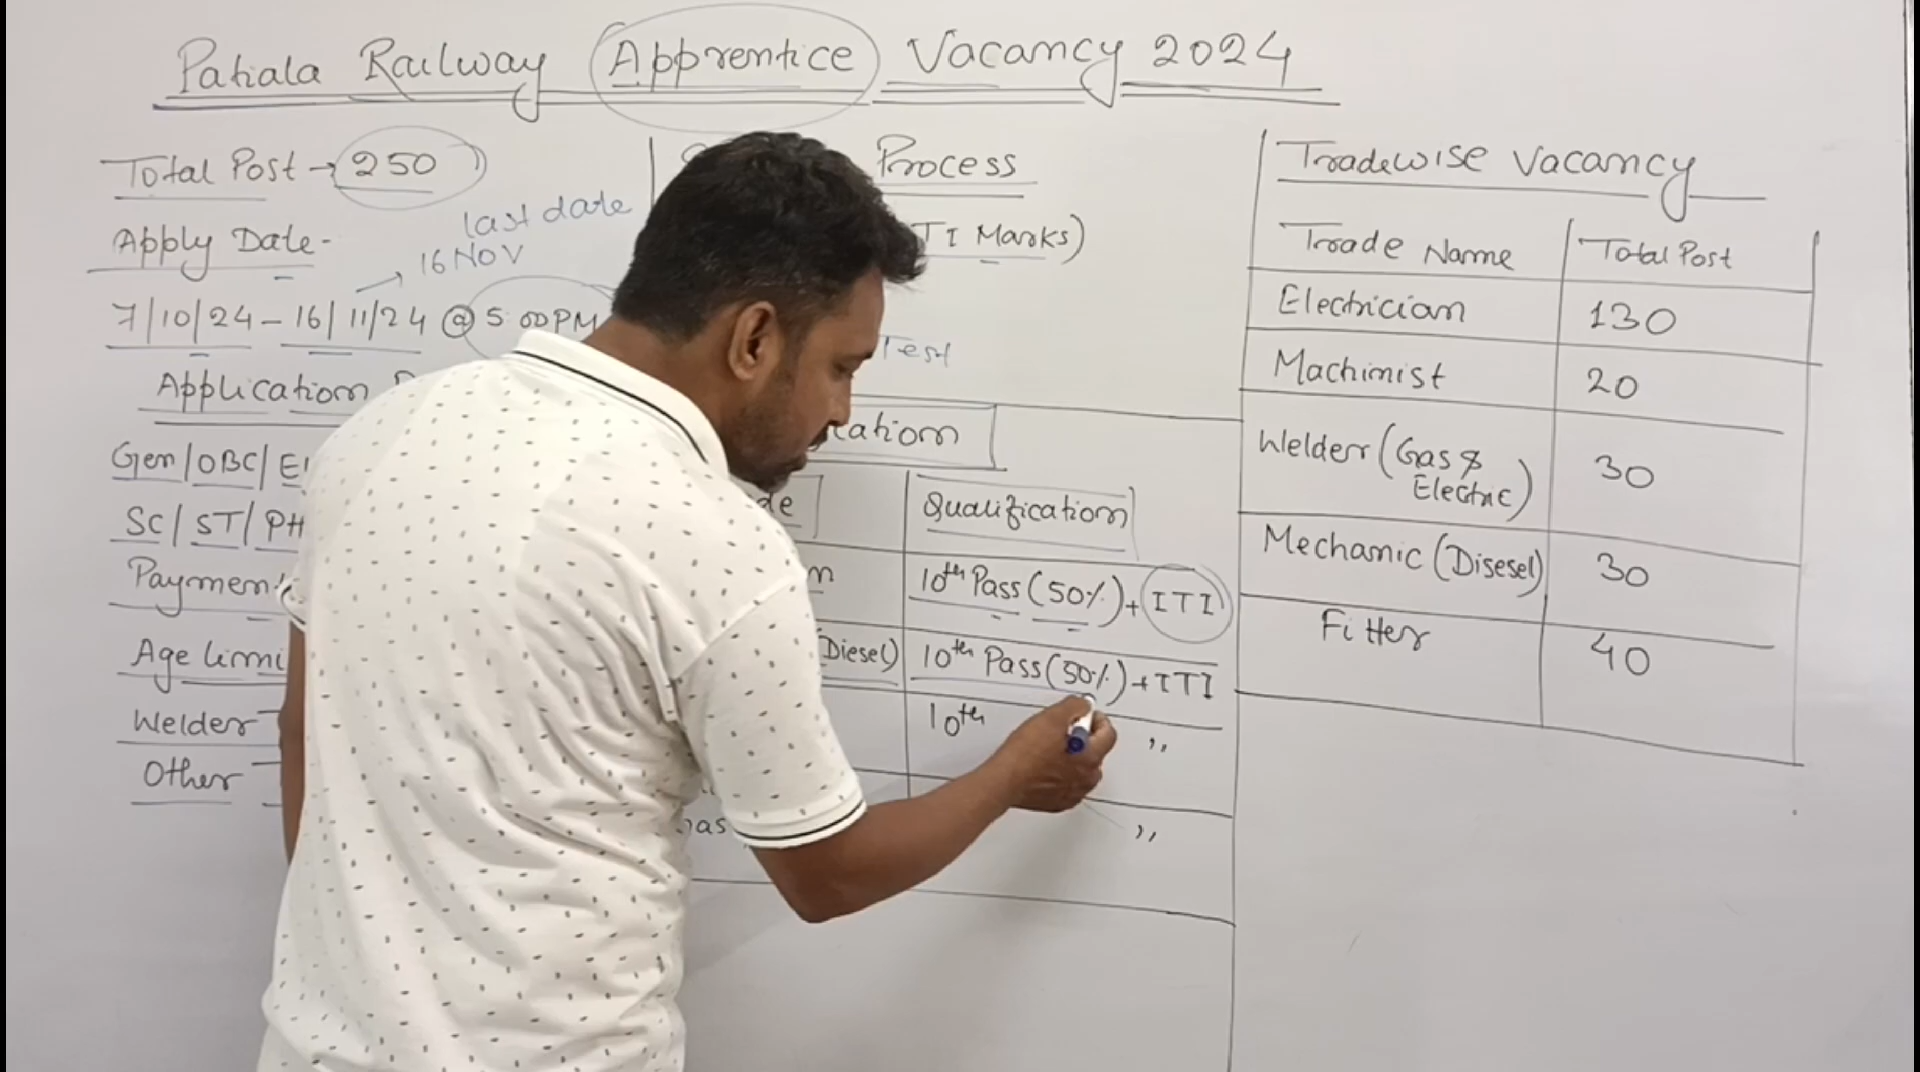 Patiala Railway Apprentice Vacancy 2024
Total Post → 250
Apply Date-
last date
16 NOV
7/10/24 - 16/11/24 @ 5:00PM
Application
Gen/OBC/
SC/ST/PH
Payment
Age limi
Welder
Other
Process
TI Marks)
Test
cation
de
Qualification
n
10th Pass (50%) + ITI
Diesel)
10th Pass (50%) + ITI
10th
,,
Gas
,,
Tradewise Vacancy
Trade Name
Total Post
Electrician
130
Machinist
20
Welder (Gas &
Electric)
30
Mechanic (Disesel)
30
Fitter
40